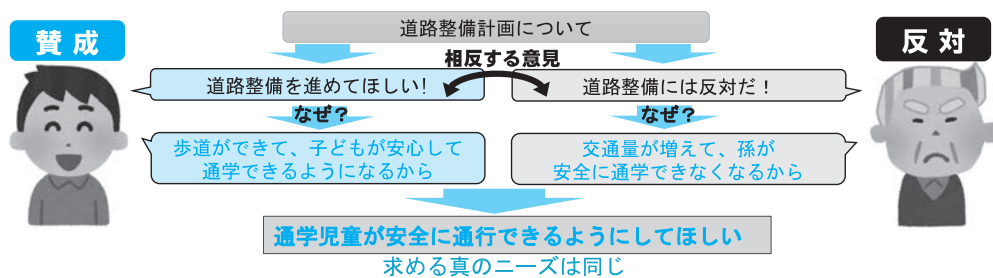 道路整備計画について
賛成
反対
相反する意見
道路整備を進めてほしい!
道路整備には反対だ!
なぜ?
なぜ?
歩道ができて、子どもが安心して
通学できるようになるから
交通量が増えて、孫が
安全に通学できなくなるから
通学児童が安全に通行できるようにしてほしい
求める真のニーズは同じ